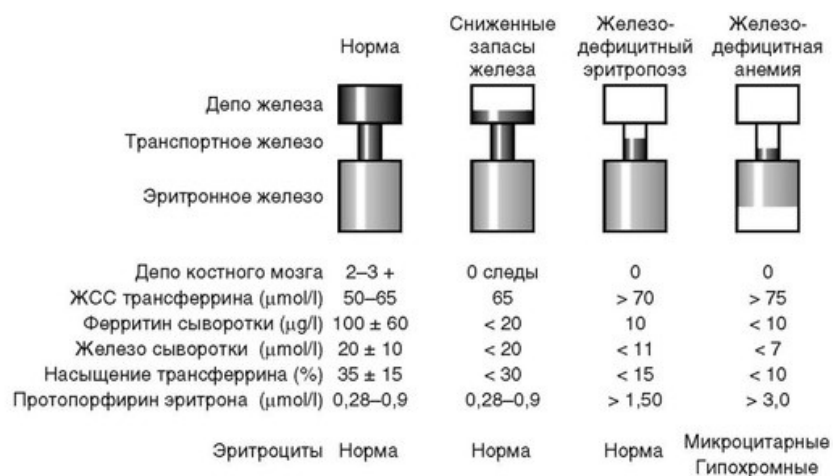 Норма
Сниженные
запасы
железа
Железо-
дефицитный
эритропоэз
Железо-
дефицитная
анемия
Депо железа
Транспортное железо
Эритронное железо
Депо костного мозга 2–3 + 0 следы 0 0
ЖСС трансферрина (μmol/l) 50–65 65 > 70 > 75
Ферритин сыворотки (μg/l) 100 ± 60 < 20 10 < 10
Железо сыворотки (μmol/l) 20 ± 10 < 20 < 11 < 7
Насыщение трансферрина (%) 35 ± 15 < 30 < 15 < 10
Протопорфирин эритрона (μmol/l) 0,28–0,9 0,28–0,9 > 1,50 > 3,0
Эритроциты Норма Норма Норма Микроцитарные
Гипохромные